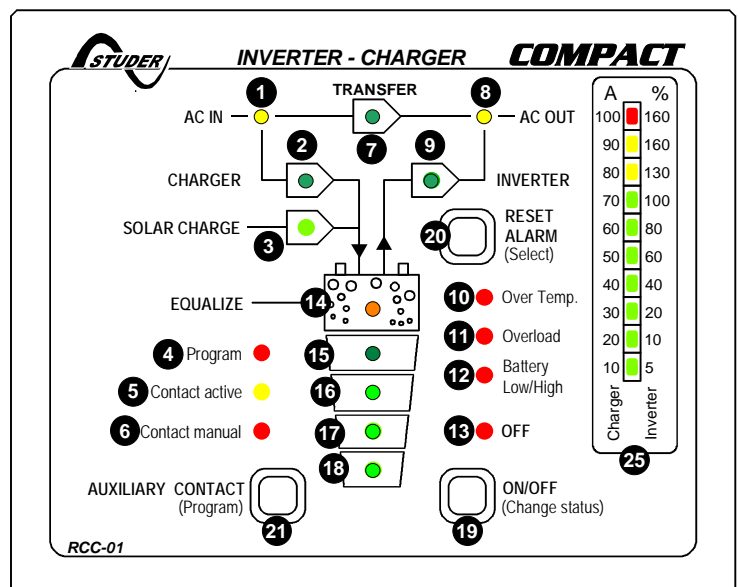 STUDER INVERTER - CHARGER COMPACT
1 TRANSFER 8
AC IN AC OUT
7
2 9
CHARGER INVERTER
SOLAR CHARGE
3
20 RESET
ALARM
(Select)
EQUALIZE 14
10 Over Temp.
11 Overload
12 Battery
Low/High
13 OFF
4 Program 15
5 Contact active 16
6 Contact manual 17
18
AUXILIARY CONTACT
(Program)
21
ON/OFF
(Change status)
19
A %
100 160
90 160
80 130
70 100
60 80
50 60
40 40
30 20
20 10
10 5
Charger Inverter
25
RCC-01